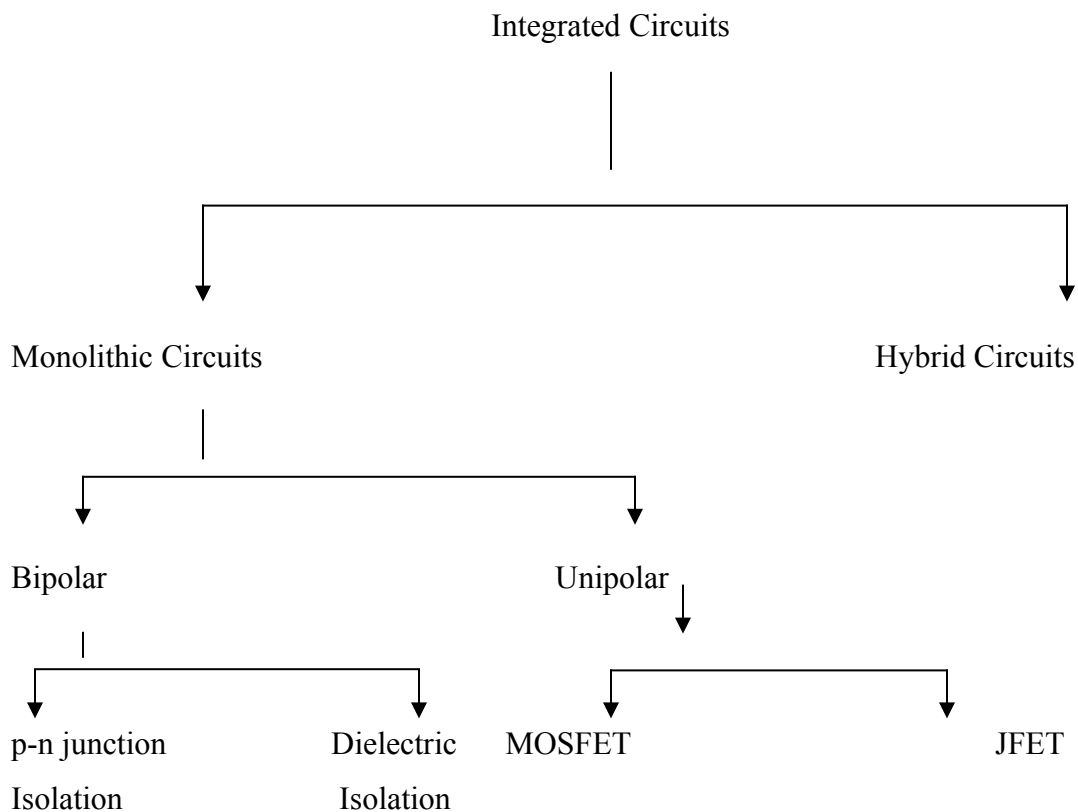 Integrated Circuits
Monolithic Circuits
Hybrid Circuits
Bipolar
Unipolar
p-n junction
Isolation
Dielectric
Isolation
MOSFET
JFET